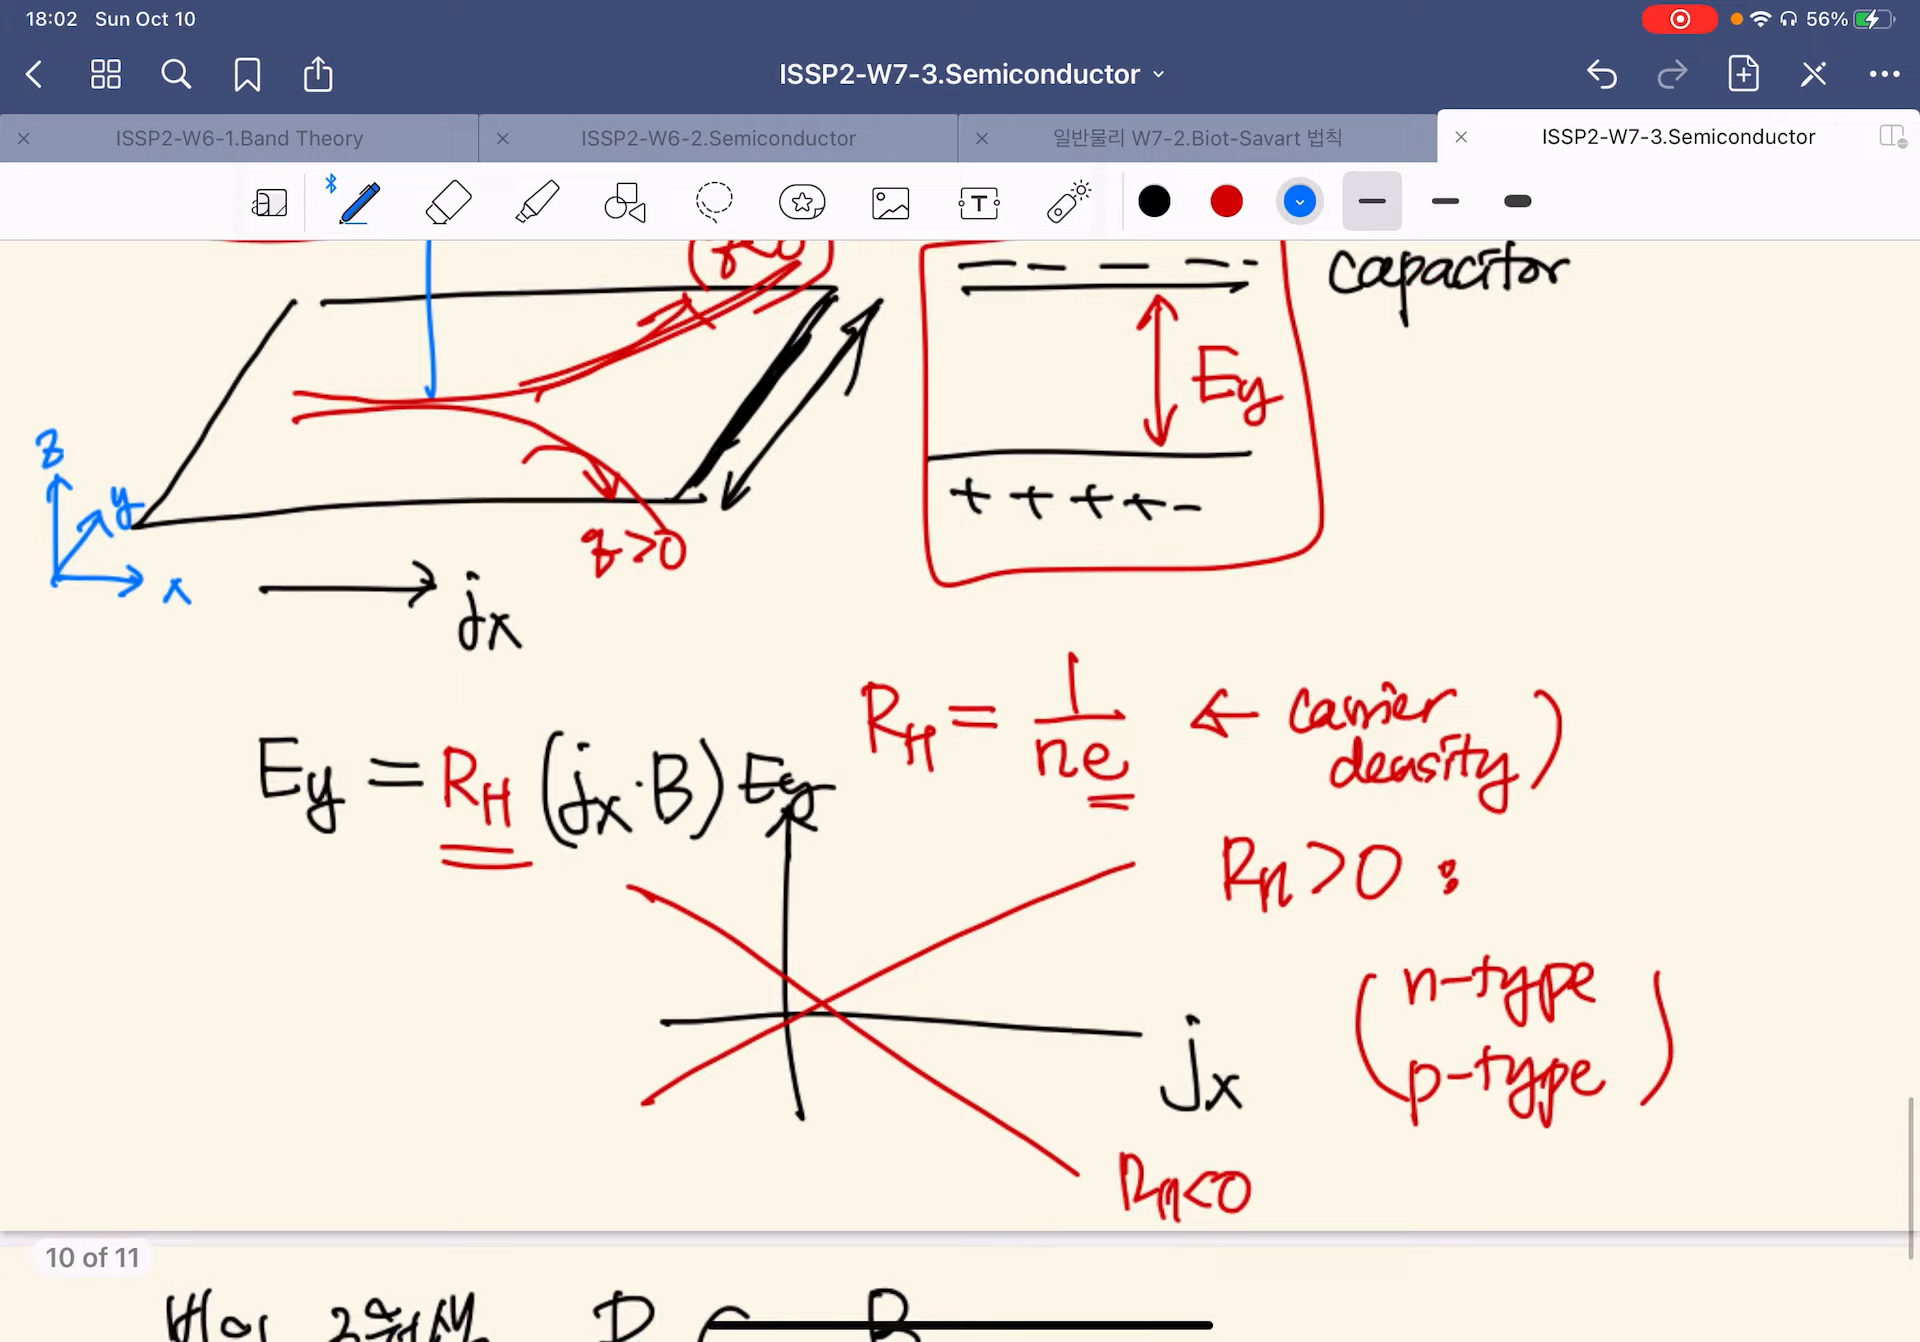 18:02 Sun Oct 10
56%
ISSP2-W7-3.Semiconductor
ISSP2-W6-1.Band Theory
ISSP2-W6-2.Semiconductor
일반물리 W7-2.Biot-Savart 법칙
ISSP2-W7-3.Semiconductor
T
capacitor
Ey
z
y
x
+ + + + -
q>0
jx
RH = 1/ne ← carrier density)
Ey = RH (jx·B)
Ey
RH>0 :
(n-type
p-type)
jx
RH<0
10 of 11
B